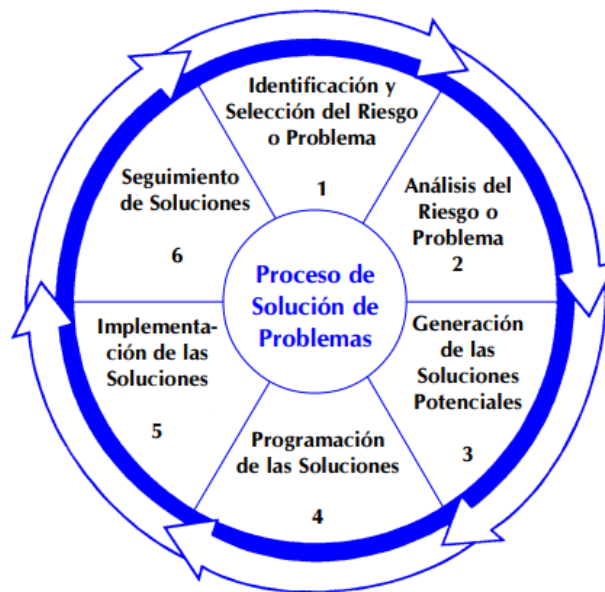 Identificación y
Selección del Riesgo
o Problema
1
Análisis del
Riesgo o
Problema
2
Generación
de las
Soluciones
Potenciales
3
Programación
de las Soluciones
4
Implementa-
ción de las
Soluciones
5
Seguimiento
de Soluciones
6
Proceso de
Solución de
Problemas